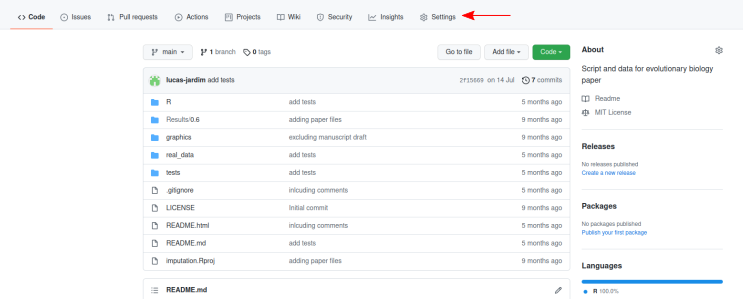 Code Issues Pull requests Actions Projects Wiki Security Insights Settings
main 1 branch 0 tags Go to file Add file Code
lucas-jardim add tests 2f15669 on 14 Jul 7 commits
R add tests 5 months ago
Results/0.6 adding paper files 9 months ago
graphics excluding manuscript draft 5 months ago
real_data add tests 5 months ago
tests add tests 5 months ago
.gitignore inlcuding comments 5 months ago
LICENSE Initial commit 9 months ago
README.html inlcuding comments 5 months ago
README.md add tests 5 months ago
imputation.Rproj adding paper files 9 months ago
README.md
About
Script and data for evolutionary biology
paper
Readme
MIT License
Releases
No releases published
Create a new release
Packages
No packages published
Publish your first package
Languages
R 100.0%